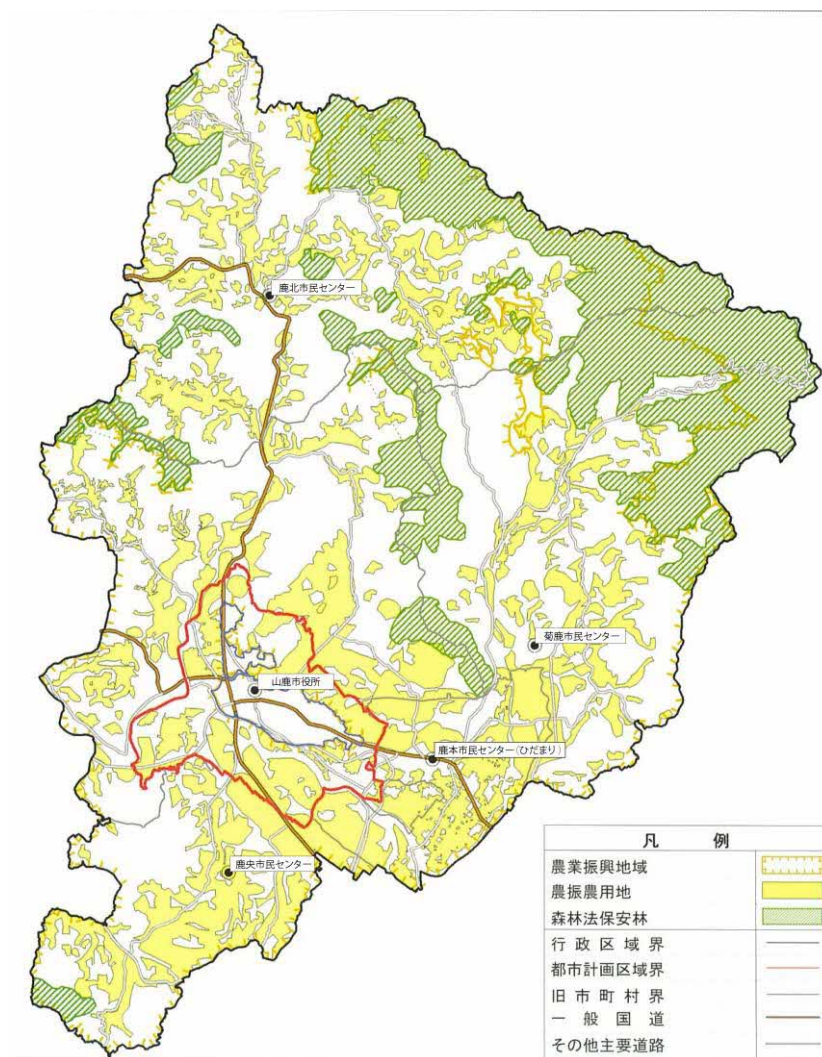 鹿北市民センター
菊鹿市民センター
山鹿市役所
鹿本市民センター(ひだまり)
鹿央市民センター
凡 例
農業振興地域
農振農用地
森林法保安林
行政区域界
都市計画区域界
旧市町村界
一般国道
その他主要道路